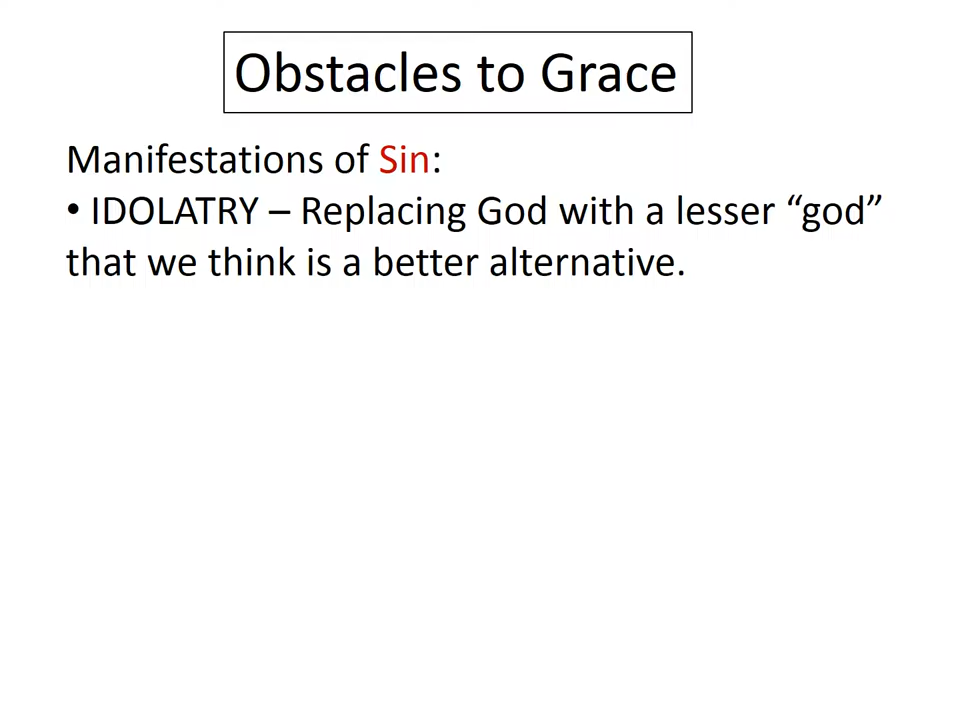 Obstacles to Grace
Manifestations of Sin:
• IDOLATRY – Replacing God with a lesser “god”
that we think is a better alternative.